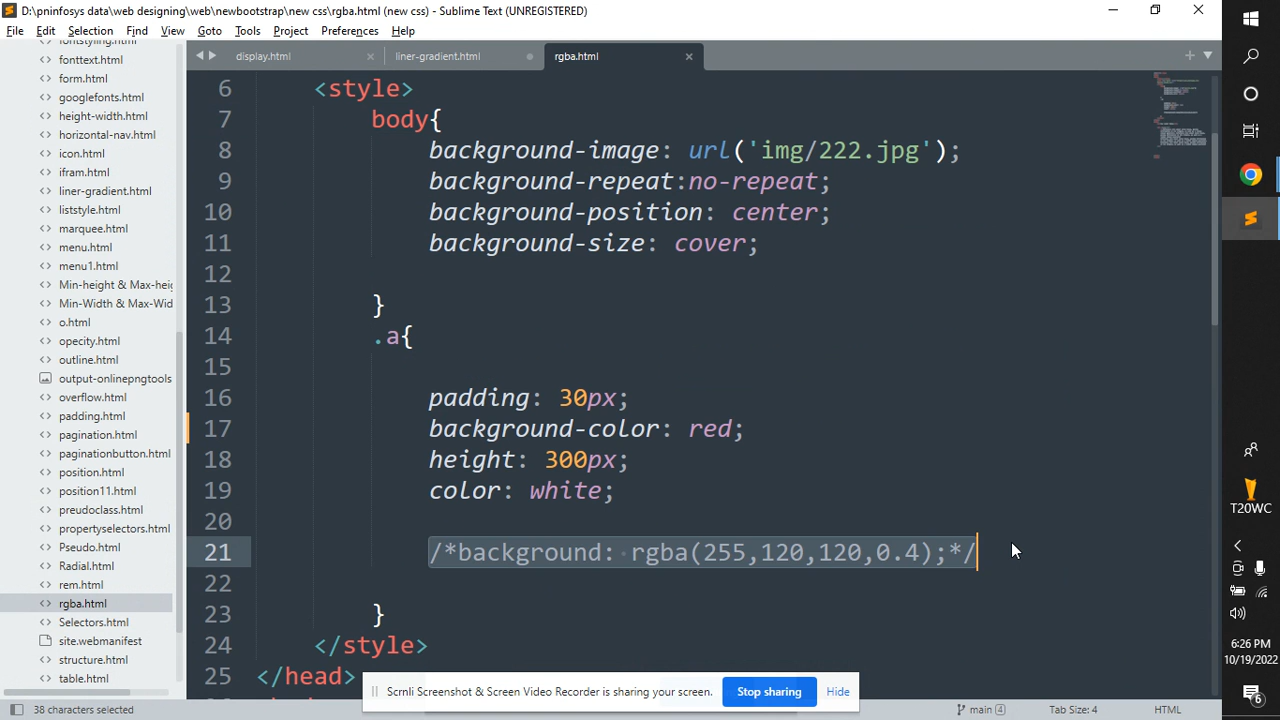 D:\pninfosys data\web designing\web\newbootstrap\new css\rgba.html (new css) - Sublime Text (UNREGISTERED)
File Edit Selection Find View Goto Tools Project Preferences Help
display.html
liner-gradient.html
rgba.html
fontstyling.html
fonttext.html
form.html
googlefonts.html
height-width.html
horizontal-nav.html
icon.html
ifram.html
liner-gradient.html
liststyle.html
marquee.html
menu.html
menu1.html
Min-height & Max-heig
Min-Width & Max-Wid
o.html
opecity.html
outline.html
output-onlinepngtools
overflow.html
padding.html
pagination.html
paginationbutton.html
position.html
position11.html
preudoclass.html
propertyselectors.html
Pseudo.html
Radial.html
rem.html
rgba.html
Selectors.html
site.webmanifest
structure.html
table.html
6 <style>
7 body{
8 background-image: url('img/222.jpg');
9 background-repeat:no-repeat;
10 background-position: center;
11 background-size: cover;
12
13 }
14 .a{
15
16 padding: 30px;
17 background-color: red;
18 height: 300px;
19 color: white;
20
21 /*background: rgba(255,120,120,0.4);*/
22
23 }
24 </style>
25 </head>
Scrnli Screenshot & Screen Video Recorder is sharing your screen.
Stop sharing
Hide
38 characters selected
main 4
Tab Size: 4
HTML
T20WC
6:26 PM
10/19/2022
6